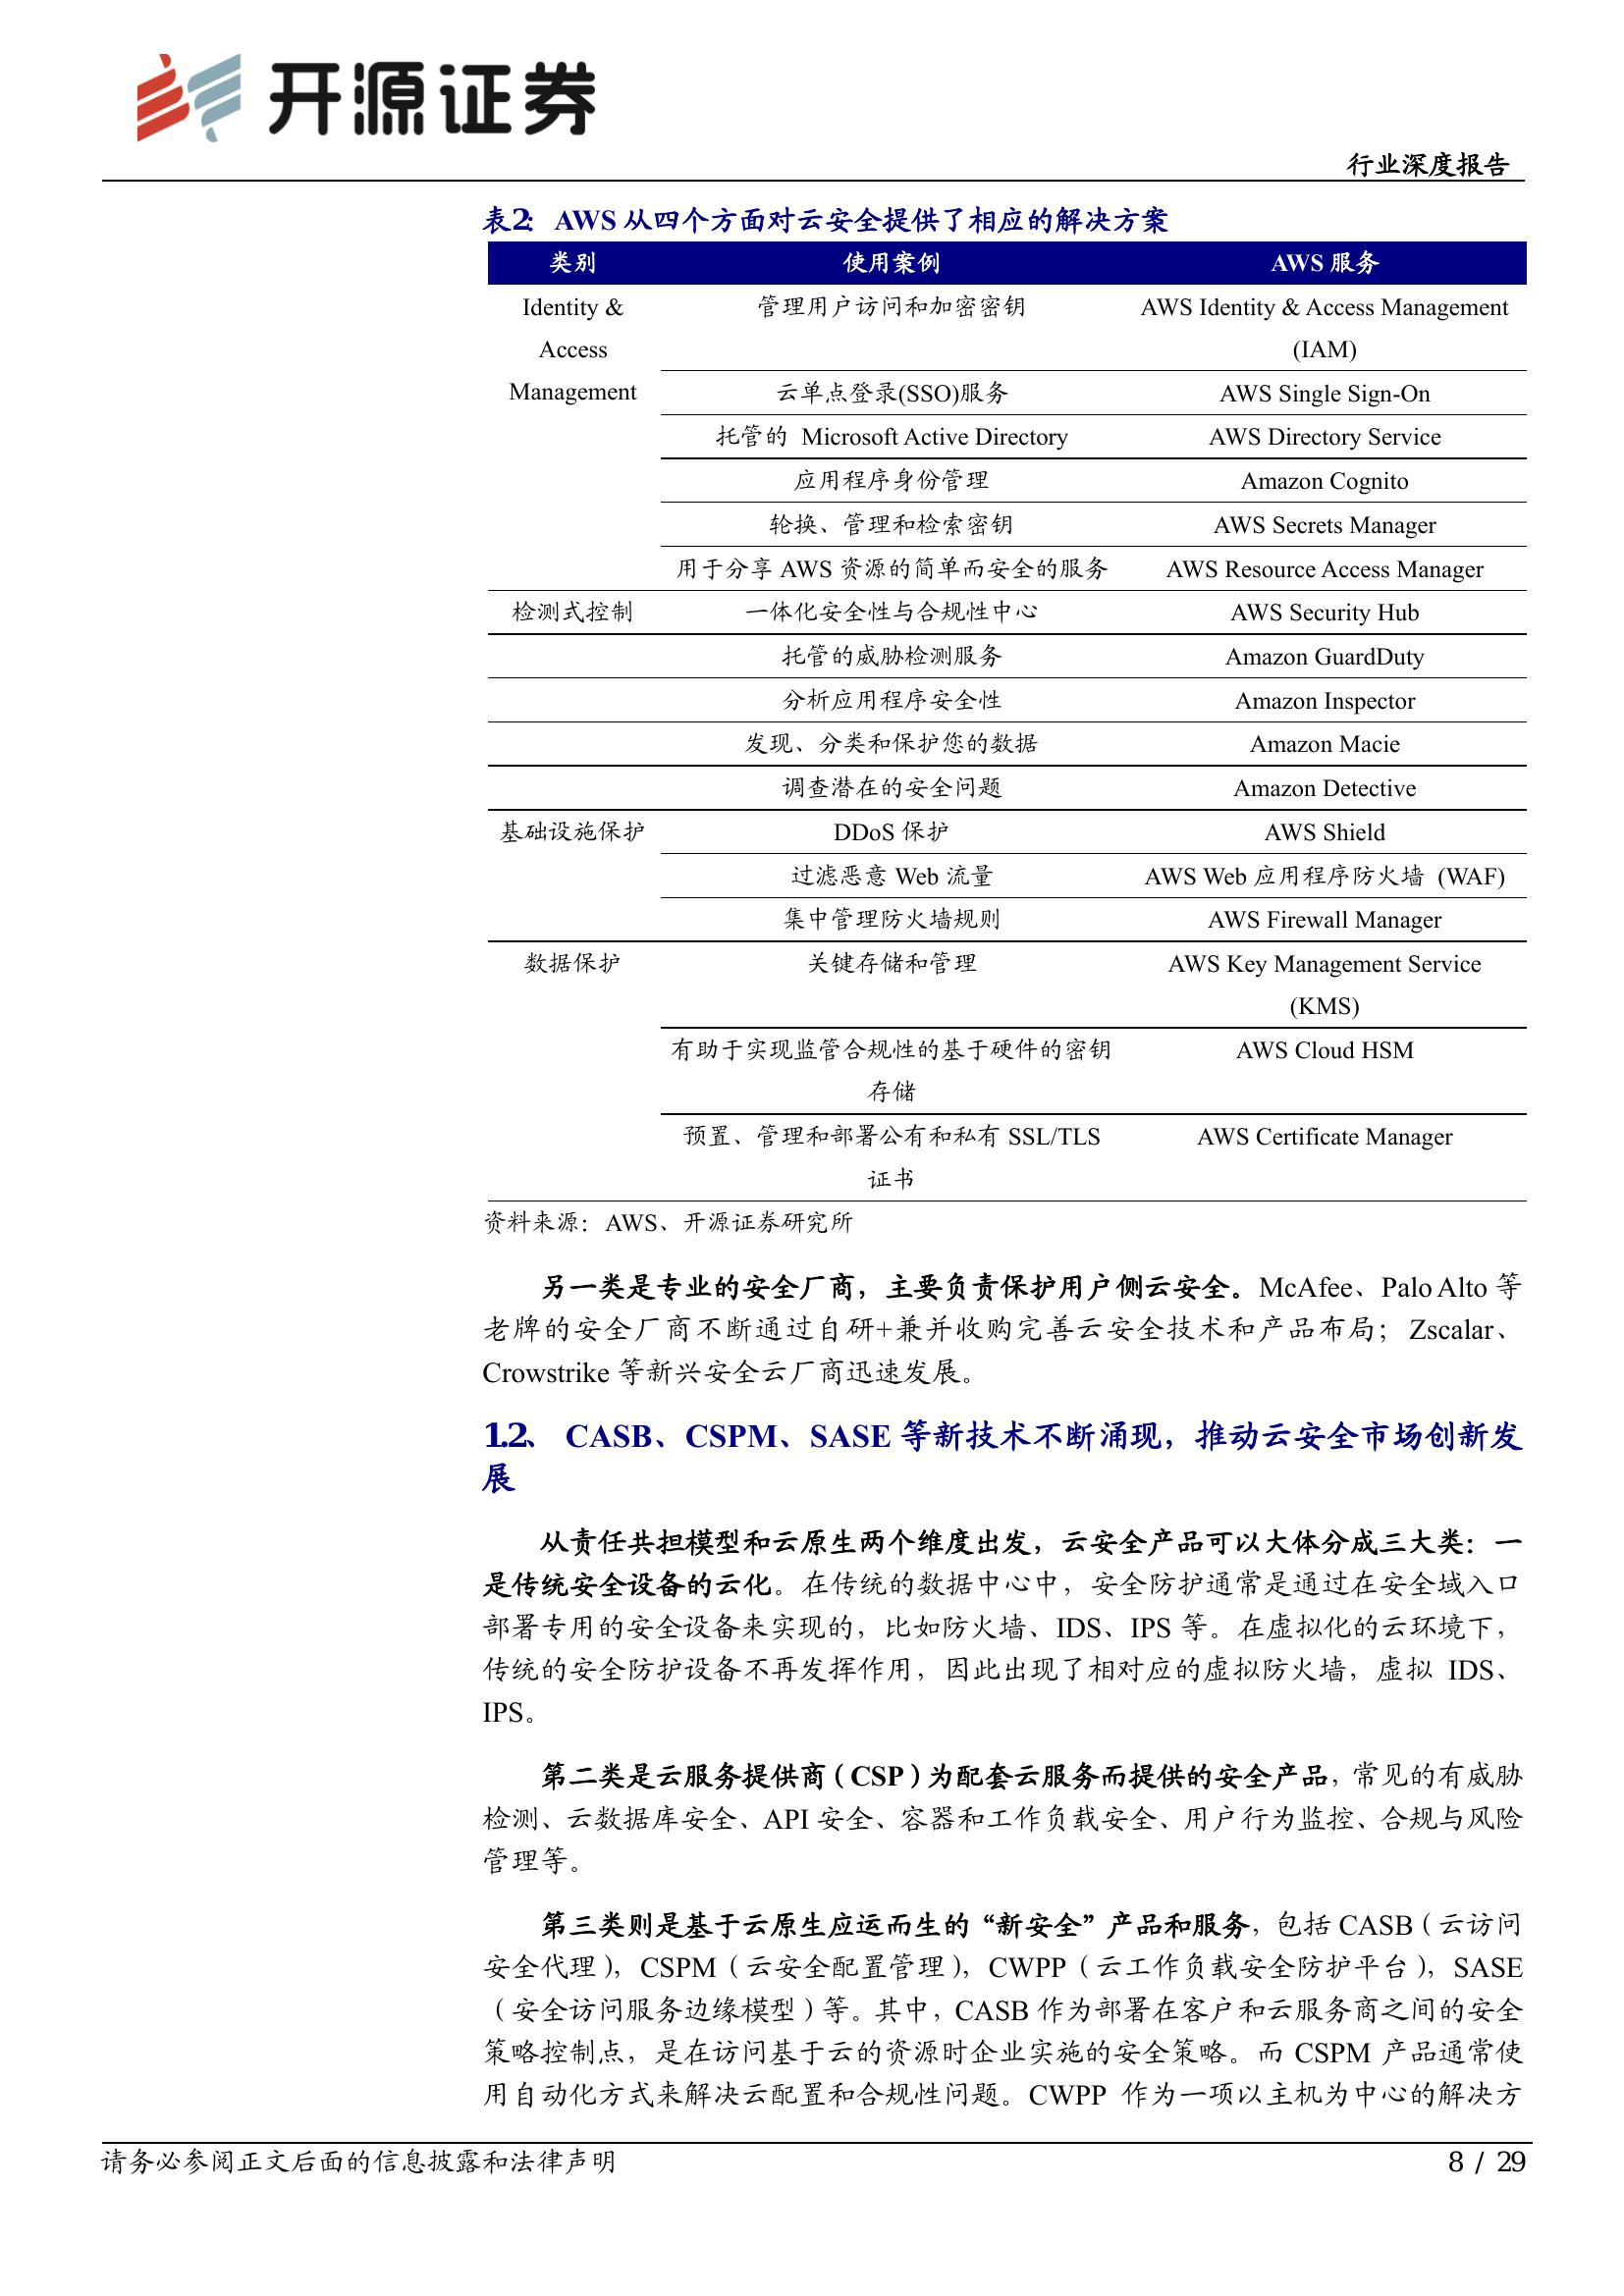 开源证券
行业深度报告
表2： AWS 从四个方面对云安全提供了相应的解决方案
类别 使用案例 AWS 服务
Identity & 管理用户访问和加密密钥 AWS Identity & Access Management
Access (IAM)
Management 云单点登录(SSO)服务 AWS Single Sign-On
托管的 Microsoft Active Directory AWS Directory Service
应用程序身份管理 Amazon Cognito
轮换、管理和检索密钥 AWS Secrets Manager
用于分享 AWS 资源的简单而安全的服务 AWS Resource Access Manager
检测式控制 一体化安全性与合规性中心 AWS Security Hub
托管的威胁检测服务 Amazon GuardDuty
分析应用程序安全性 Amazon Inspector
发现、分类和保护您的数据 Amazon Macie
调查潜在的安全问题 Amazon Detective
基础设施保护 DDoS 保护 AWS Shield
过滤恶意 Web 流量 AWS Web 应用程序防火墙 (WAF)
集中管理防火墙规则 AWS Firewall Manager
数据保护 关键存储和管理 AWS Key Management Service
(KMS)
有助于实现监管合规性的基于硬件的密钥 AWS Cloud HSM
存储
预置、管理和部署公有和私有 SSL/TLS AWS Certificate Manager
证书
资料来源：AWS、开源证券研究所
另一类是专业的安全厂商，主要负责保护用户侧云安全。McAfee、Palo Alto 等
老牌的安全厂商不断通过自研+兼并收购完善云安全技术和产品布局；Zscalar、
Crowstrike 等新兴安全云厂商迅速发展。
1.2、 CASB、CSPM、SASE 等新技术不断涌现，推动云安全市场创新发
展
从责任共担模型和云原生两个维度出发，云安全产品可以大体分成三大类：一
是传统安全设备的云化。在传统的数据中心中，安全防护通常是通过在安全域入口
部署专用的安全设备来实现的，比如防火墙、IDS、IPS 等。在虚拟化的云环境下，
传统的安全防护设备不再发挥作用，因此出现了相对应的虚拟防火墙，虚拟 IDS、
IPS。
第二类是云服务提供商（CSP）为配套云服务而提供的安全产品，常见的有威胁
检测、云数据库安全、API 安全、容器和工作负载安全、用户行为监控、合规与风险
管理等。
第三类则是基于云原生应运而生的“新安全”产品和服务，包括 CASB（云访问
安全代理），CSPM（云安全配置管理），CWPP（云工作负载安全防护平台），SASE
（安全访问服务边缘模型）等。其中，CASB 作为部署在客户和云服务商之间的安全
策略控制点，是在访问基于云的资源时企业实施的安全策略。而 CSPM 产品通常使
用自动化方式来解决云配置和合规性问题。CWPP 作为一项以主机为中心的解决方
请务必参阅正文后面的信息披露和法律声明 8 / 29